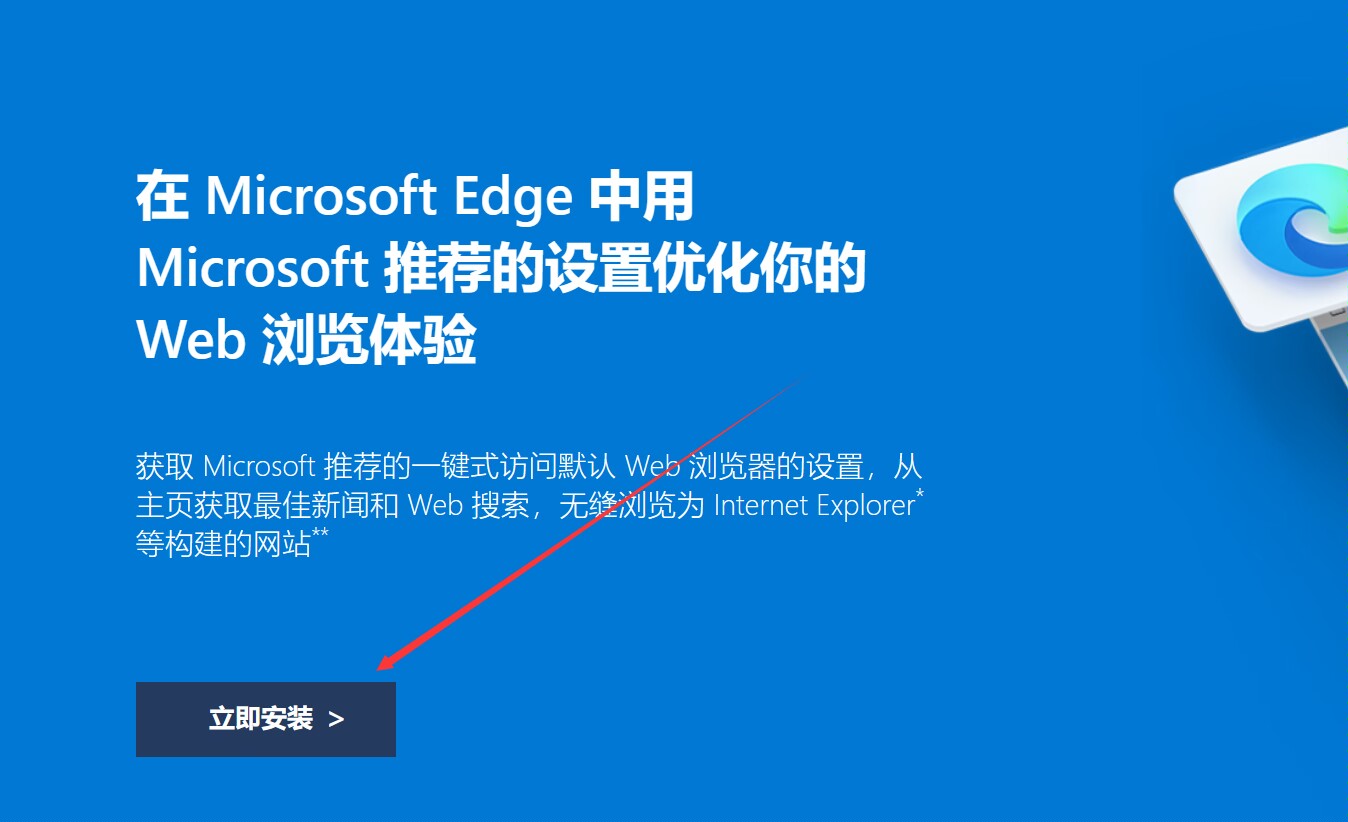 在 Microsoft Edge 中用
Microsoft 推荐的设置优化你的
Web 浏览体验
获取 Microsoft 推荐的一键式访问默认 Web 浏览器的设置，从
主页获取最佳新闻和 Web 搜索，无缝浏览为 Internet Explorer*
等构建的网站**
立即安装 >